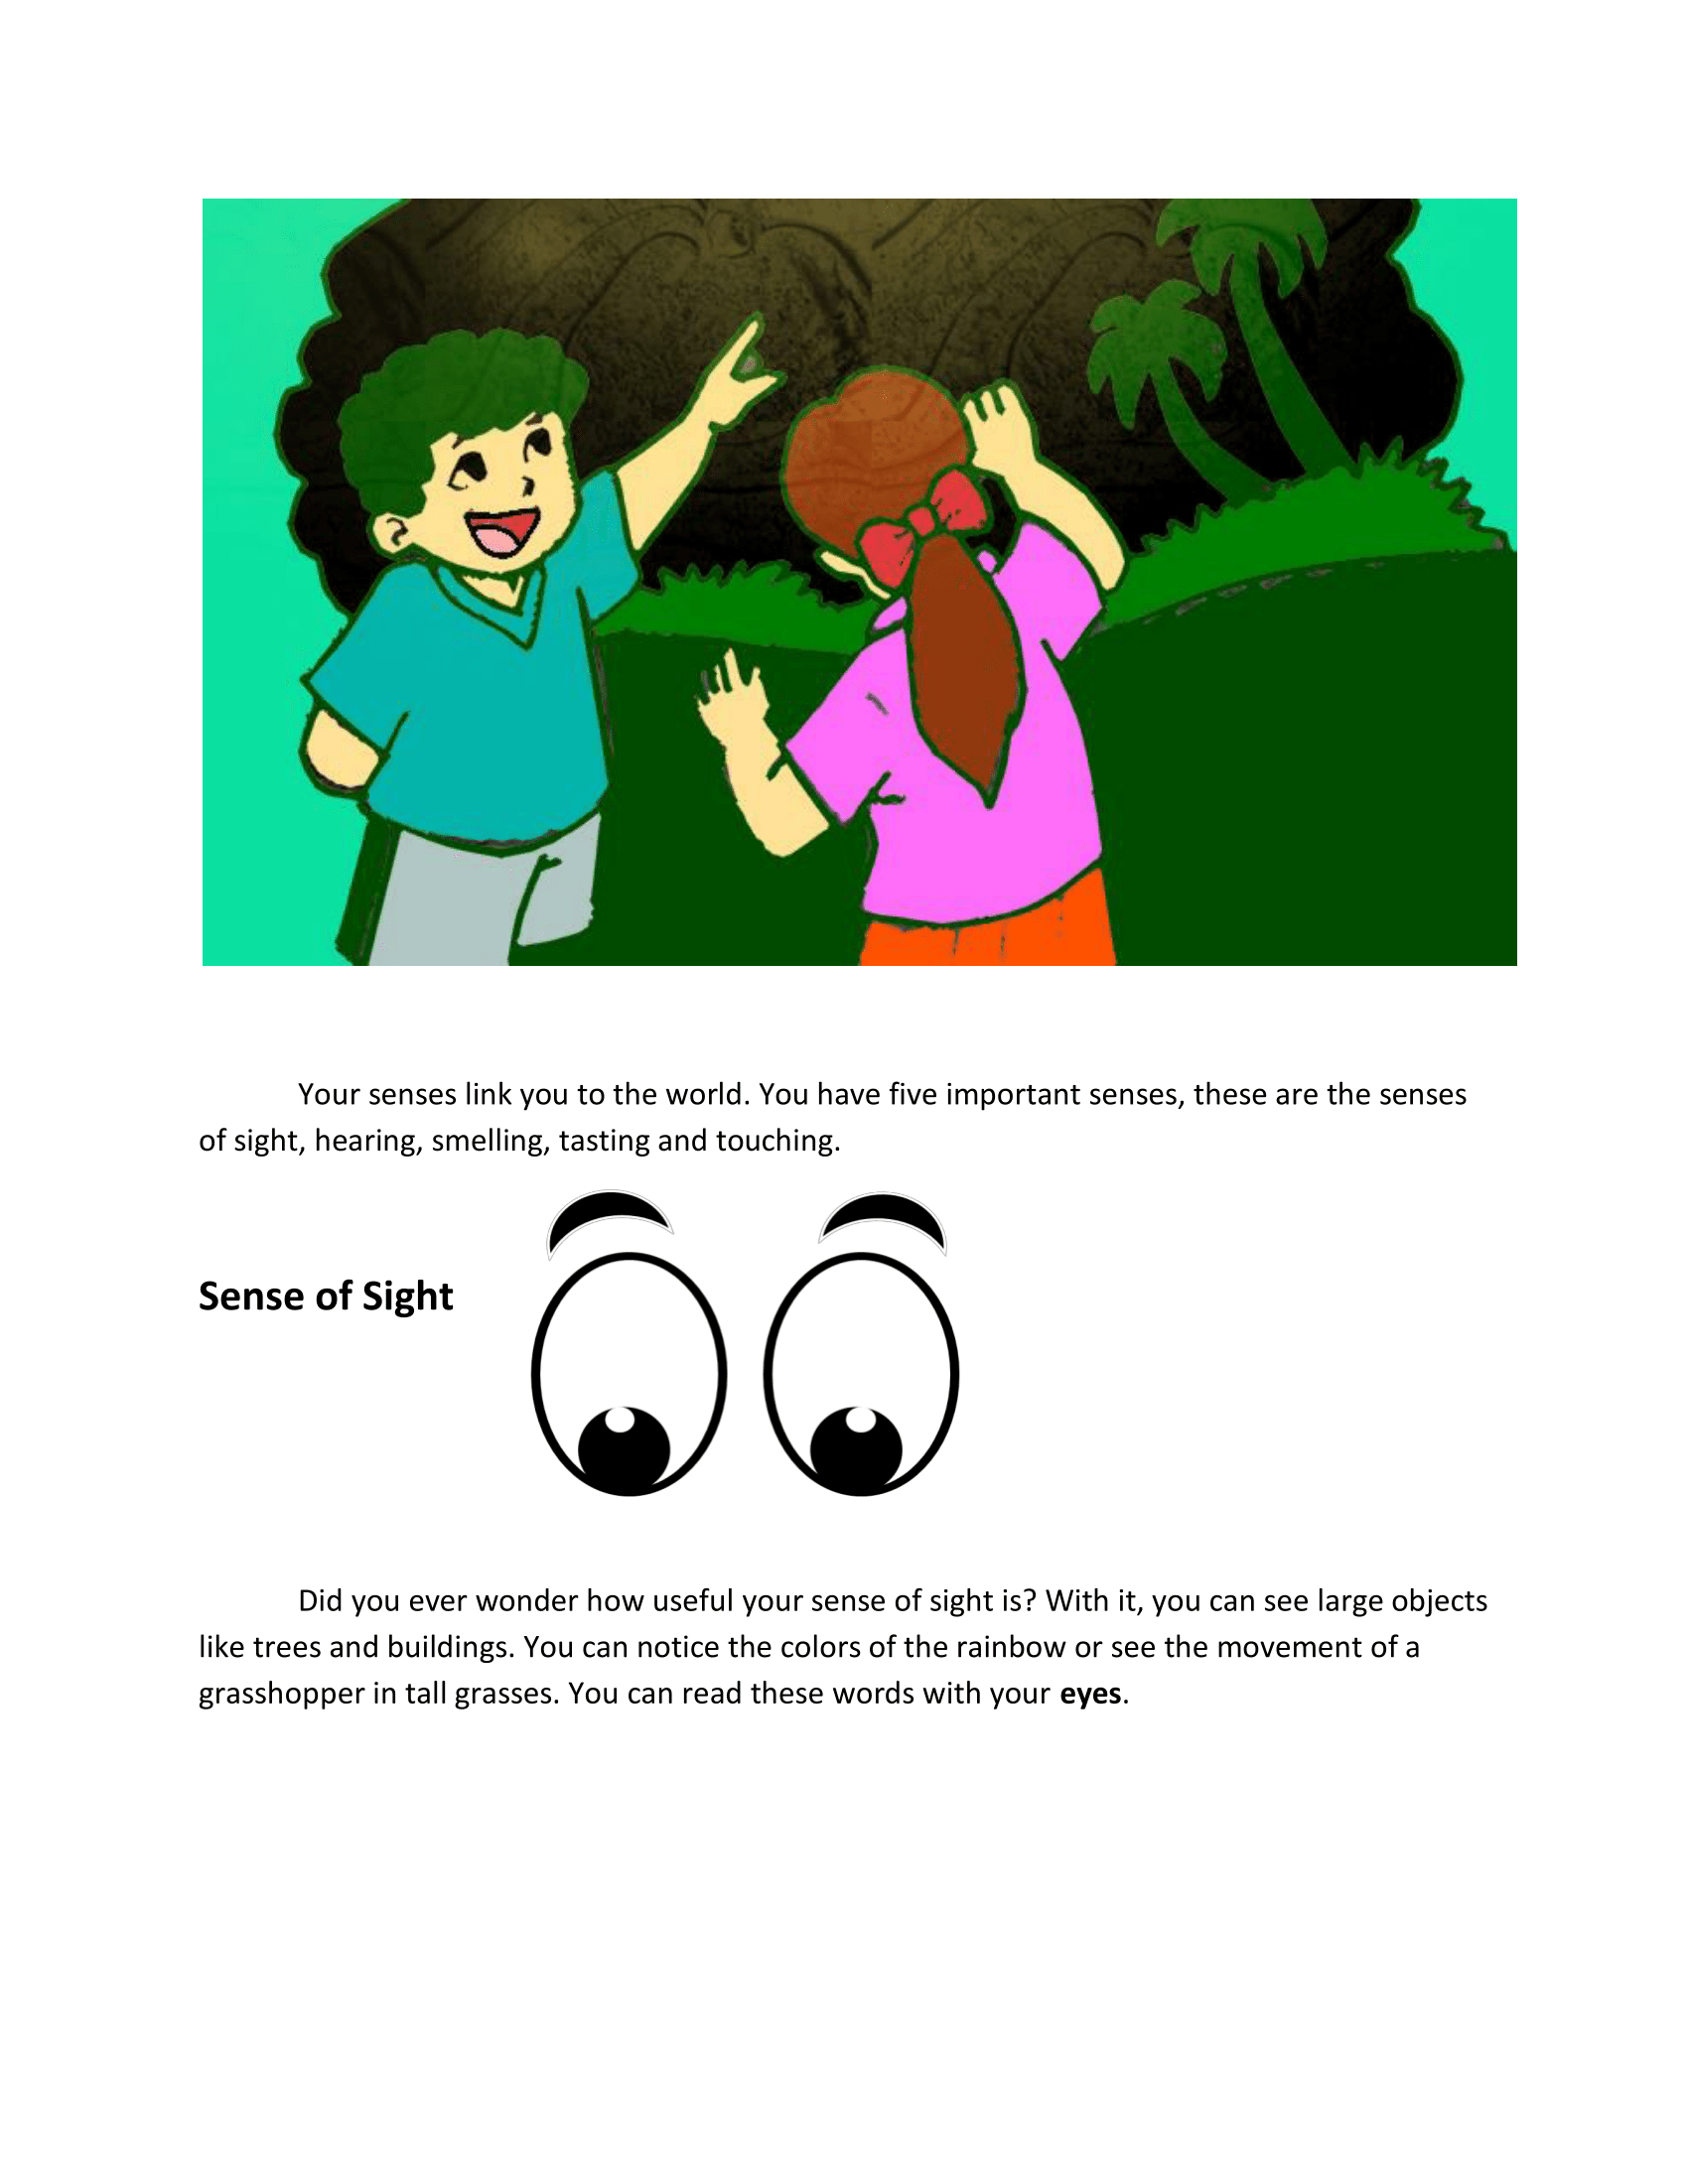 Your senses link you to the world. You have five important senses, these are the senses
of sight, hearing, smelling, tasting and touching.
Sense of Sight
Did you ever wonder how useful your sense of sight is? With it, you can see large objects
like trees and buildings. You can notice the colors of the rainbow or see the movement of a
grasshopper in tall grasses. You can read these words with your eyes.